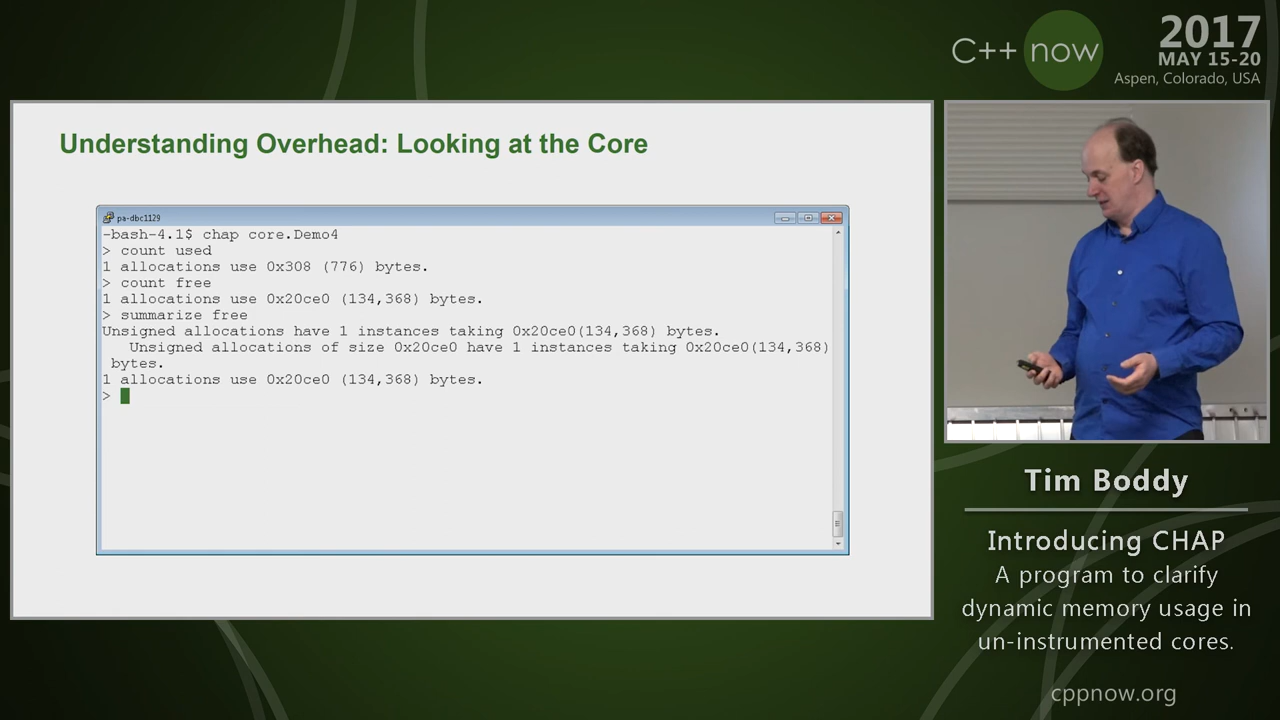 C++ now
2017
MAY 15-20
Aspen, Colorado, USA
Understanding Overhead: Looking at the Core
pa-dbc1129
-bash-4.1$ chap core.Demo4
> count used
1 allocations use 0x308 (776) bytes.
> count free
1 allocations use 0x20ce0 (134,368) bytes.
> summarize free
Unsigned allocations have 1 instances taking 0x20ce0(134,368) bytes.
   Unsigned allocations of size 0x20ce0 have 1 instances taking 0x20ce0(134,368)
 bytes.
1 allocations use 0x20ce0 (134,368) bytes.
>
Tim Boddy
Introducing CHAP
A program to clarify
dynamic memory usage in
un-instrumented cores.
cppnow.org